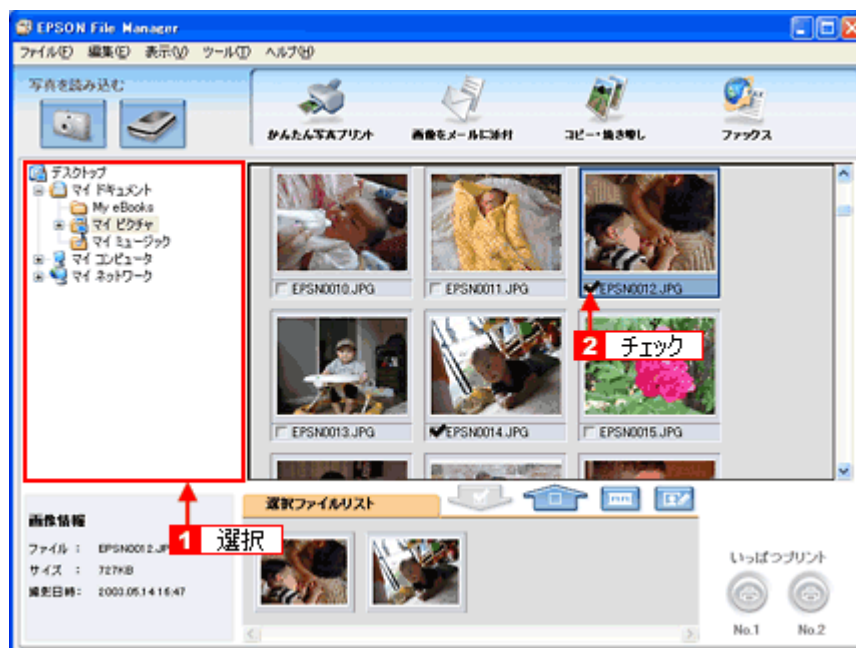 EPSON File Manager
ファイル(F) 編集(E) 表示(V) ツール(T) ヘルプ(H)
写真を読み込む
かんたん写真プリント 画像をメールに添付 コピー・焼き増し ファックス
デスクトップ
マイ ドキュメント
My eBooks
マイ ピクチャ
マイ ミュージック
マイ コンピュータ
マイ ネットワーク
EPSN0010.JPG EPSN0011.JPG EPSN0012.JPG
2 チェック
EPSN0013.JPG EPSN0014.JPG EPSN0015.JPG
選択ファイルリスト
1 選択
画像情報
ファイル : EPSN0012.JP
サイズ : 727KB
撮影日時: 2003.05.14 16:47
いっぱつプリント
No.1 No.2